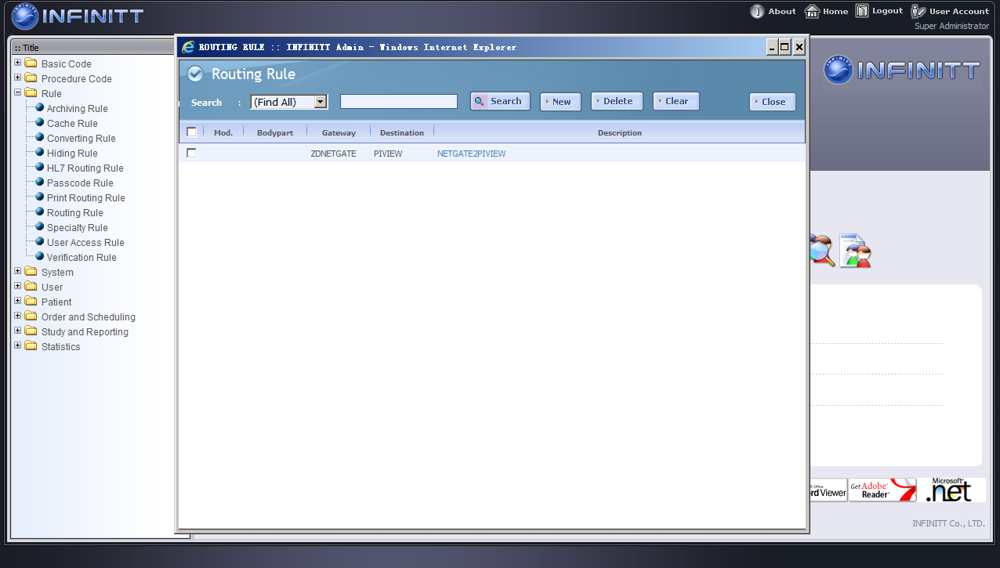 INFINITT
About Home Logout User Account
Super Administrator
:: Title
Basic Code
Procedure Code
Rule
Archiving Rule
Cache Rule
Converting Rule
Hiding Rule
HL7 Routing Rule
Passcode Rule
Print Routing Rule
Routing Rule
Specialty Rule
User Access Rule
Verification Rule
System
User
Patient
Order and Scheduling
Study and Reporting
Statistics
ROUTING RULE :: INFINITT Admin - Windows Internet Explorer
Routing Rule
Search : (Find All) Search New Delete Clear Close
Mod. Bodypart Gateway Destination Description
ZDNETGATE PIVIEW NETGATE2PIVIEW
INFINITT
Office
rd Viewer
Get Adobe
Reader
Microsoft
.net
INFINITT Co., LTD.